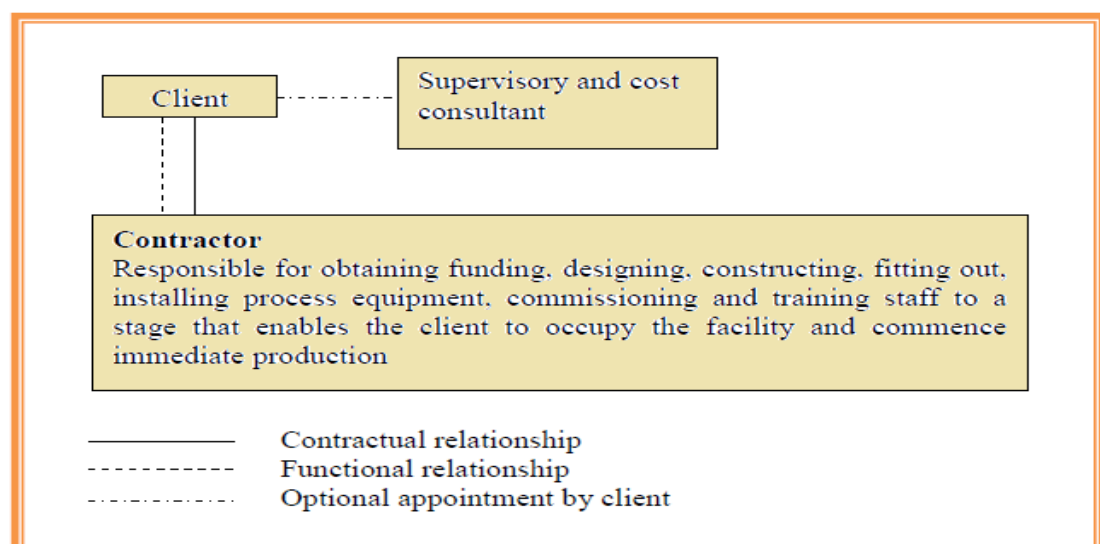 Client
Supervisory and cost
consultant
Contractor
Responsible for obtaining funding, designing, constructing, fitting out,
installing process equipment, commissioning and training staff to a
stage that enables the client to occupy the facility and commence
immediate production
Contractual relationship
Functional relationship
Optional appointment by client